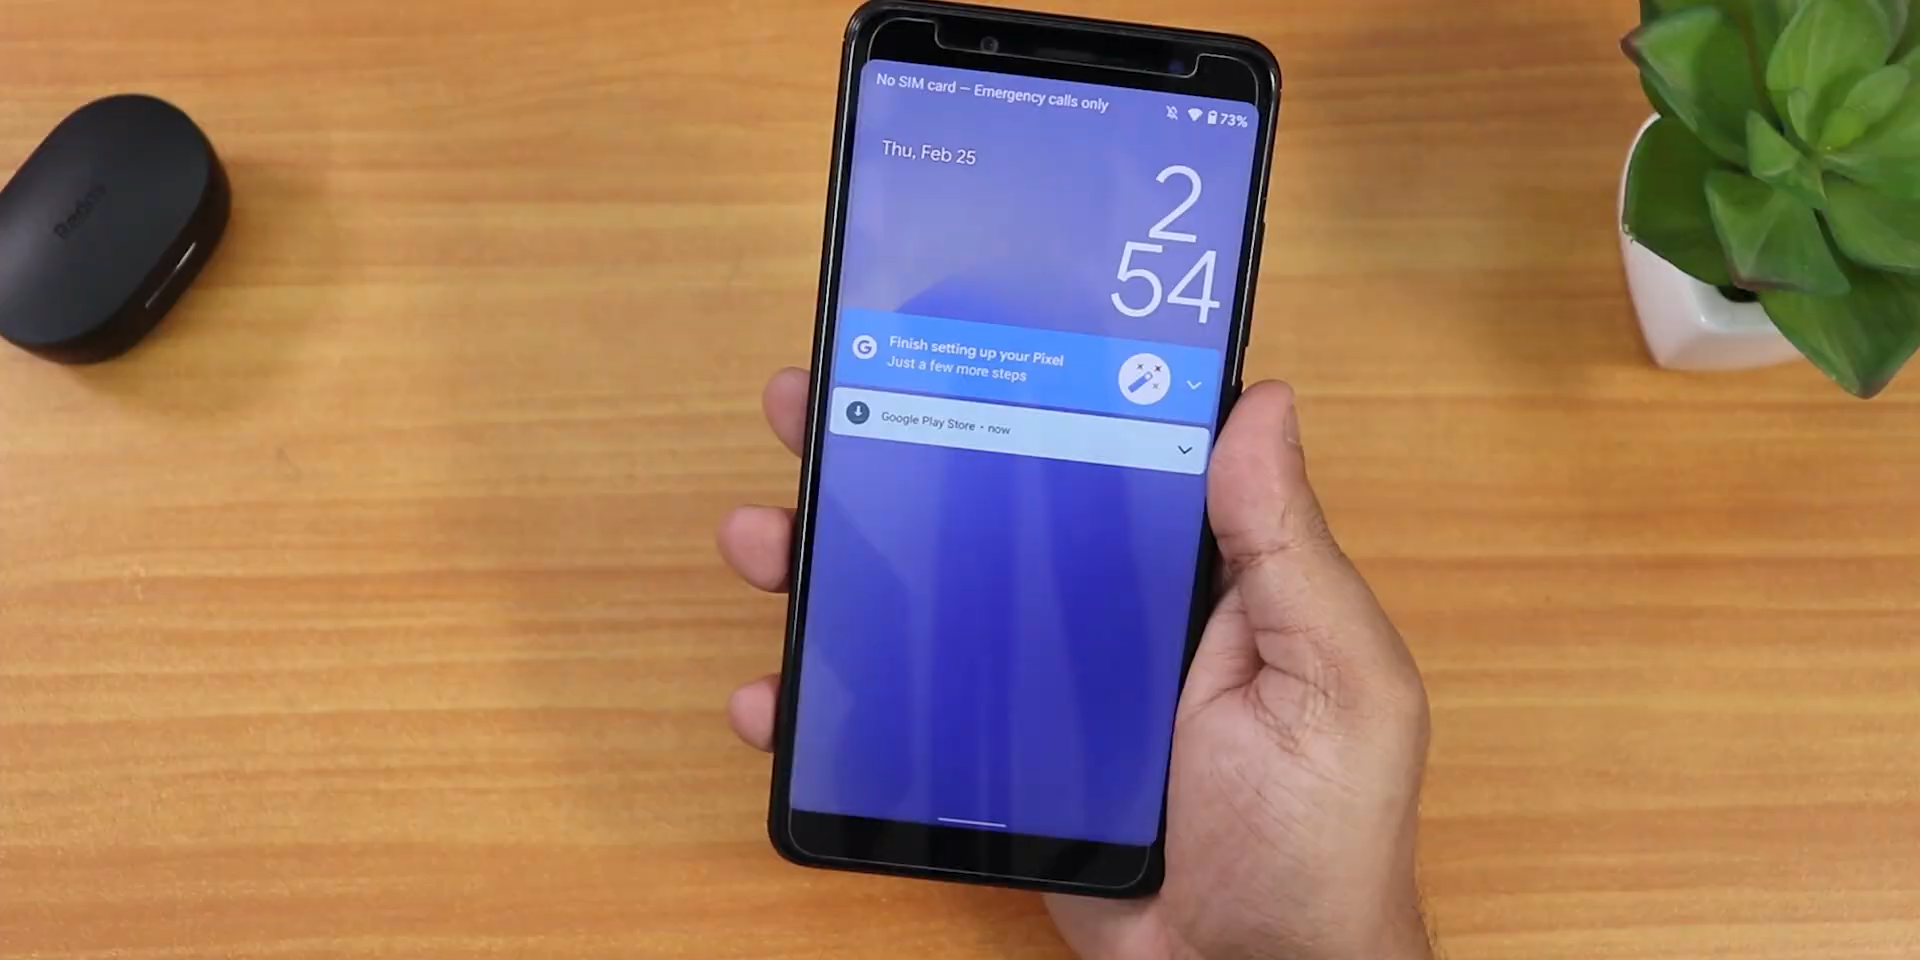 No SIM card — Emergency calls only
73%
Thu, Feb 25
2
54
Finish setting up your Pixel
Just a few more steps
Google Play Store • now
Redmi